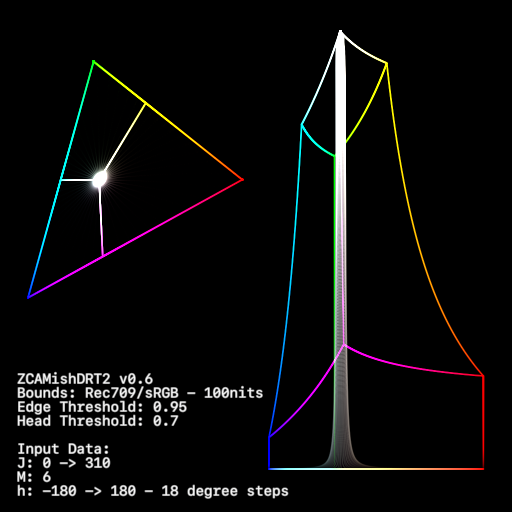 ZCAMishDRT2 v0.6
Bounds: Rec709/sRGB – 100nits
Edge Threshold: 0.95
Head Threshold: 0.7
Input Data:
J: 0 -> 310
M: 6
h: -180 -> 180 – 18 degree steps